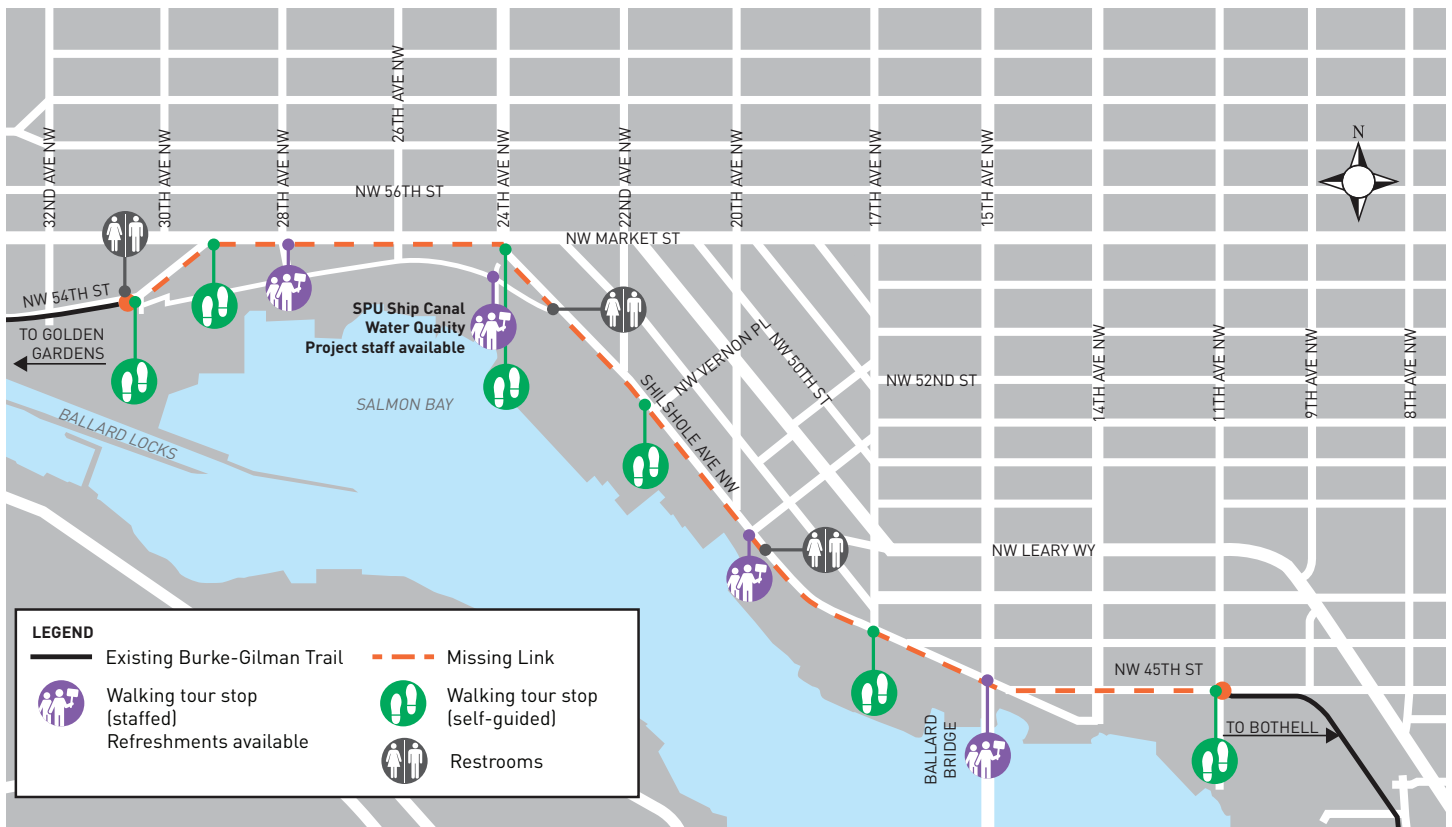 26TH AVE NW
32ND AVE NW
30TH AVE NW
28TH AVE NW
24TH AVE NW
22ND AVE NW
20TH AVE NW
17TH AVE NW
15TH AVE NW
N
NW 56TH ST
NW MARKET ST
NW 54TH ST
TO GOLDEN
GARDENS
SPU Ship Canal
Water Quality
Project staff available
SALMON BAY
BALLARD LOCKS
SHILSHOLE AVE NW
NW VERNON PL
NW 50TH ST
NW 52ND ST
14TH AVE NW
11TH AVE NW
9TH AVE NW
8TH AVE NW
NW LEARY WY
NW 45TH ST
BALLARD
BRIDGE
TO BOTHELL
LEGEND
Existing Burke-Gilman Trail
Missing Link
Walking tour stop
(staffed)
Refreshments available
Walking tour stop
(self-guided)
Restrooms